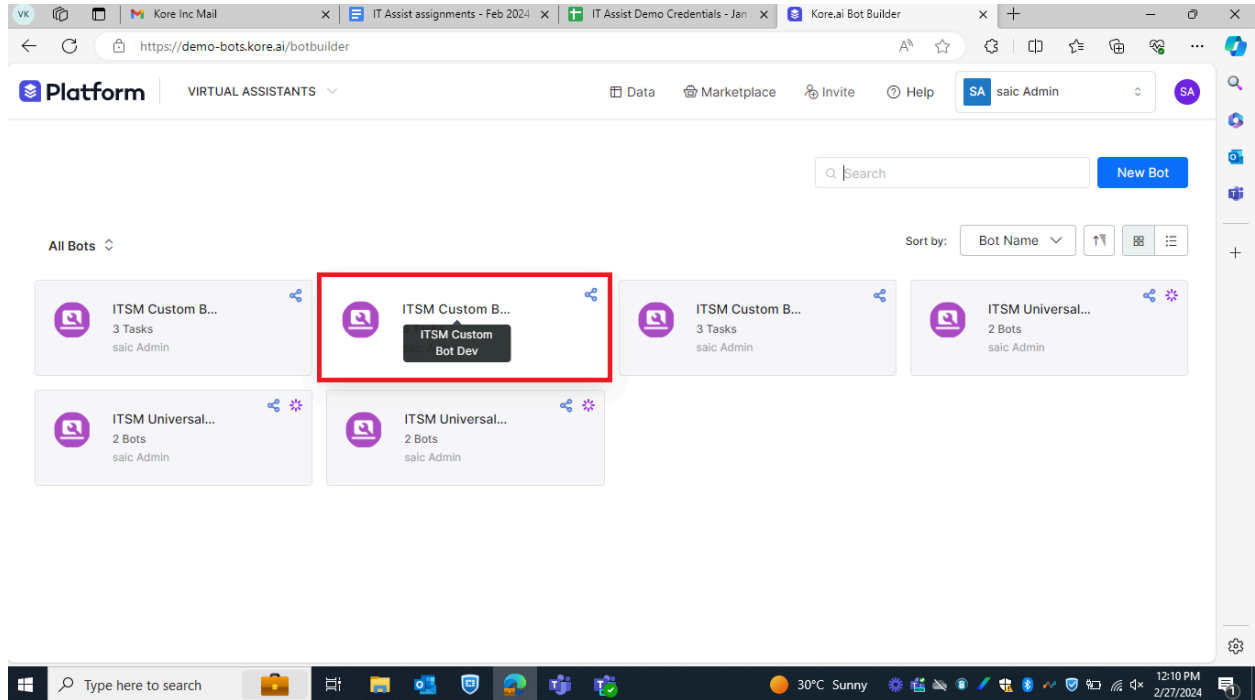 VK
Kore Inc Mail
IT Assist assignments - Feb 2024
IT Assist Demo Credentials - Jan
Kore.ai Bot Builder
https://demo-bots.kore.ai/botbuilder
Platform
VIRTUAL ASSISTANTS
Data
Marketplace
Invite
Help
SA
saic Admin
SA
Search
New Bot
All Bots
Sort by:
Bot Name
ITSM Custom B...
3 Tasks
saic Admin
ITSM Custom B...
ITSM Custom
Bot Dev
ITSM Custom B...
3 Tasks
saic Admin
ITSM Universal...
2 Bots
saic Admin
ITSM Universal...
2 Bots
saic Admin
ITSM Universal...
2 Bots
saic Admin
Type here to search
30°C Sunny
12:10 PM
2/27/2024